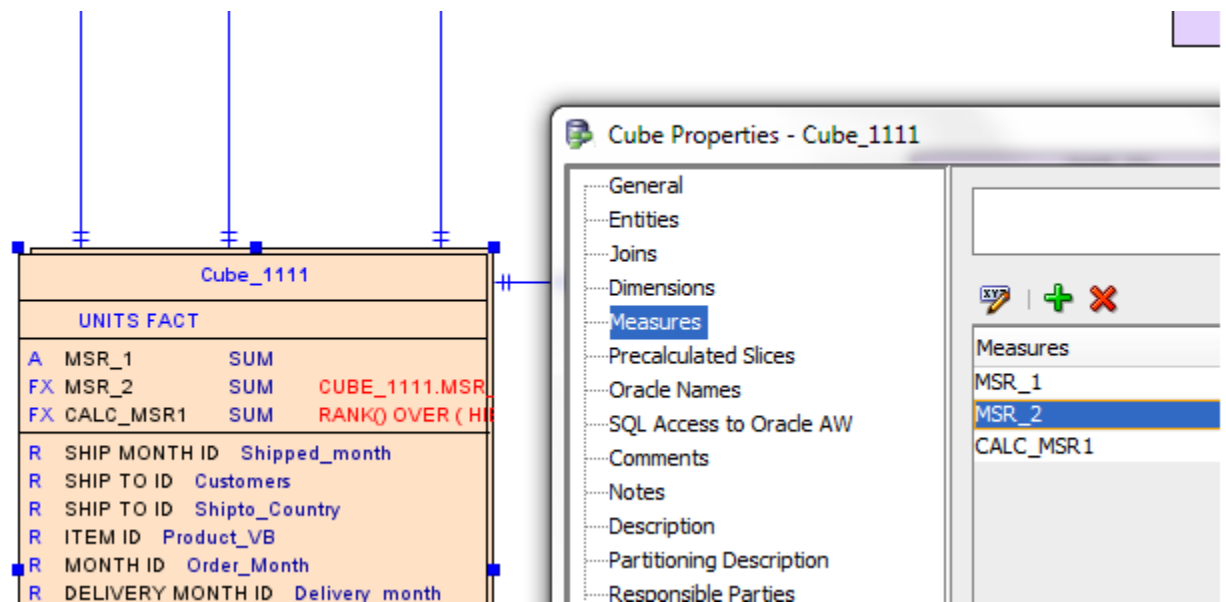 Cube_1111
UNITS FACT
A MSR_1 SUM
FX MSR_2 SUM CUBE_1111.MSR_
FX CALC_MSR1 SUM RANK() OVER ( HI
R SHIP MONTH ID Shipped_month
R SHIP TO ID Customers
R SHIP TO ID Shipto_Country
R ITEM ID Product_VB
R MONTH ID Order_Month
R DELIVERY MONTH ID Delivery_month
Cube Properties - Cube_1111
General
Entities
Joins
Dimensions
Measures
Precalculated Slices
Oracle Names
SQL Access to Oracle AW
Comments
Notes
Description
Partitioning Description
Responsible Parties
XYZ
Measures
MSR_1
MSR_2
CALC_MSR1